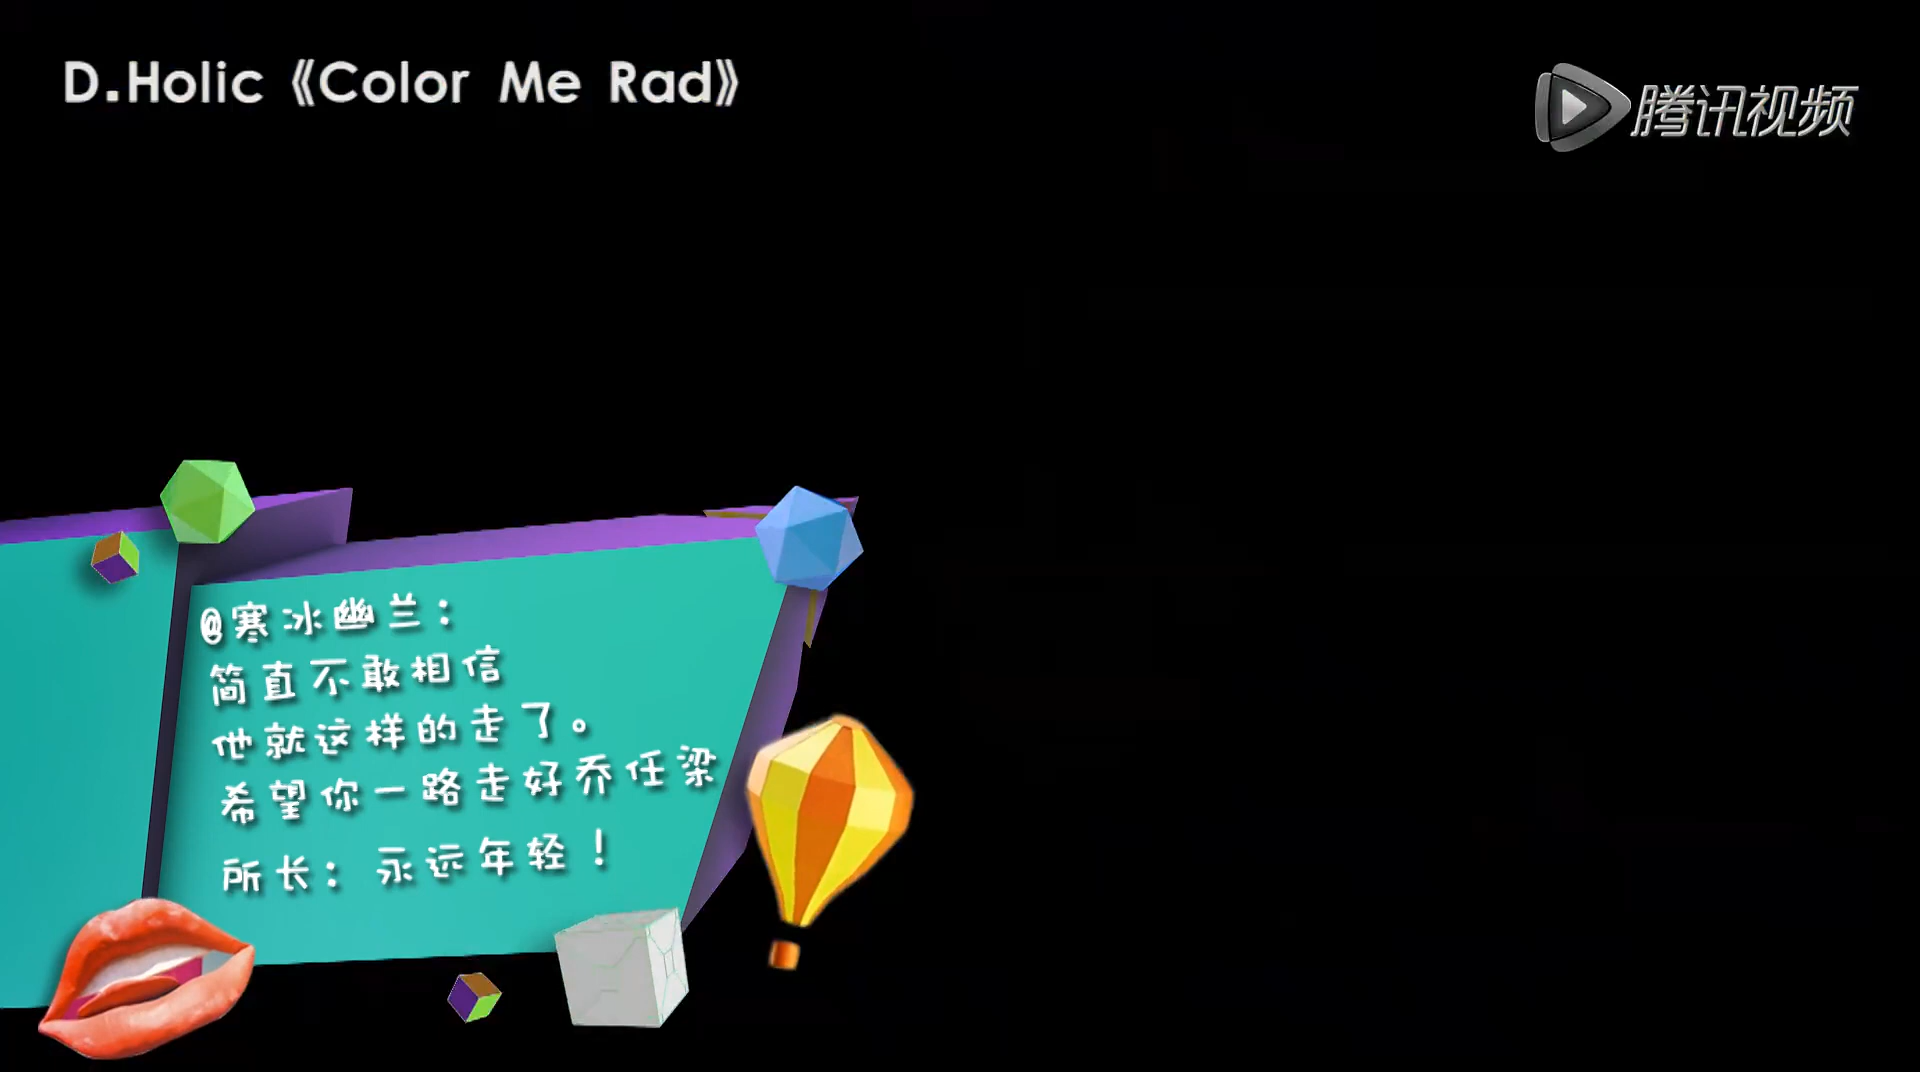 D.Holic《Color Me Rad》
腾讯视频
@寒冰幽兰：
简直不敢相信
他就这样的走了。
希望你一路走好乔任梁
所长：永远年轻！